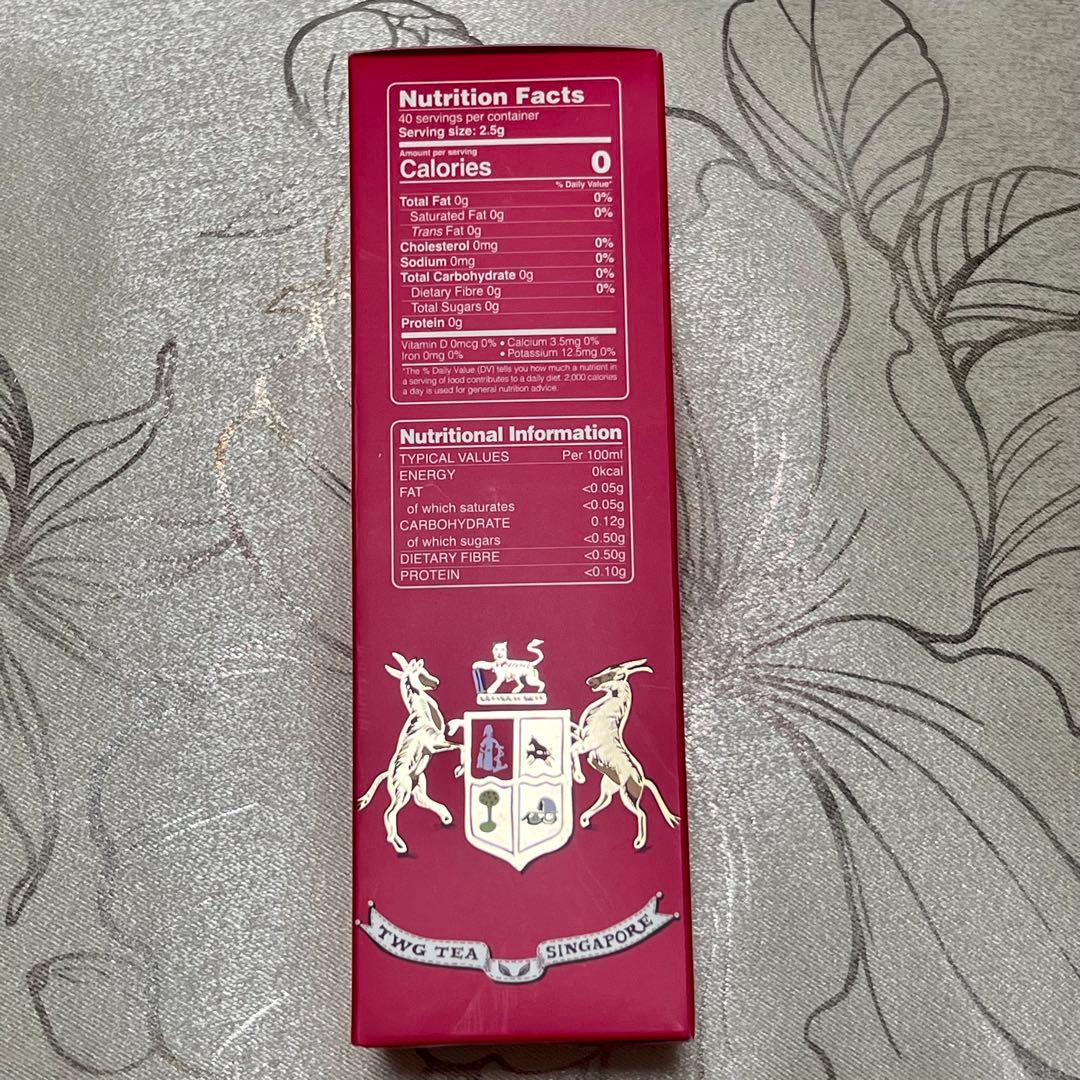 Nutrition Facts
40 servings per container
Serving size: 2.5g
Amount per serving
Calories 0
% Daily Value*
Total Fat 0g 0%
Saturated Fat 0g 0%
Trans Fat 0g
Cholesterol 0mg 0%
Sodium 0mg 0%
Total Carbohydrate 0g 0%
Dietary Fibre 0g 0%
Total Sugars 0g
Protein 0g
Vitamin D 0mcg 0% • Calcium 3.5mg 0%
Iron 0mg 0% • Potassium 12.5mg 0%
*The % Daily Value (DV) tells you how much a nutrient in
a serving of food contributes to a daily diet. 2,000 calories
a day is used for general nutrition advice.
Nutritional Information
TYPICAL VALUES Per 100ml
ENERGY 0kcal
FAT <0.05g
of which saturates <0.05g
CARBOHYDRATE 0.12g
of which sugars <0.50g
DIETARY FIBRE <0.50g
PROTEIN <0.10g
TWG TEA SINGAPORE